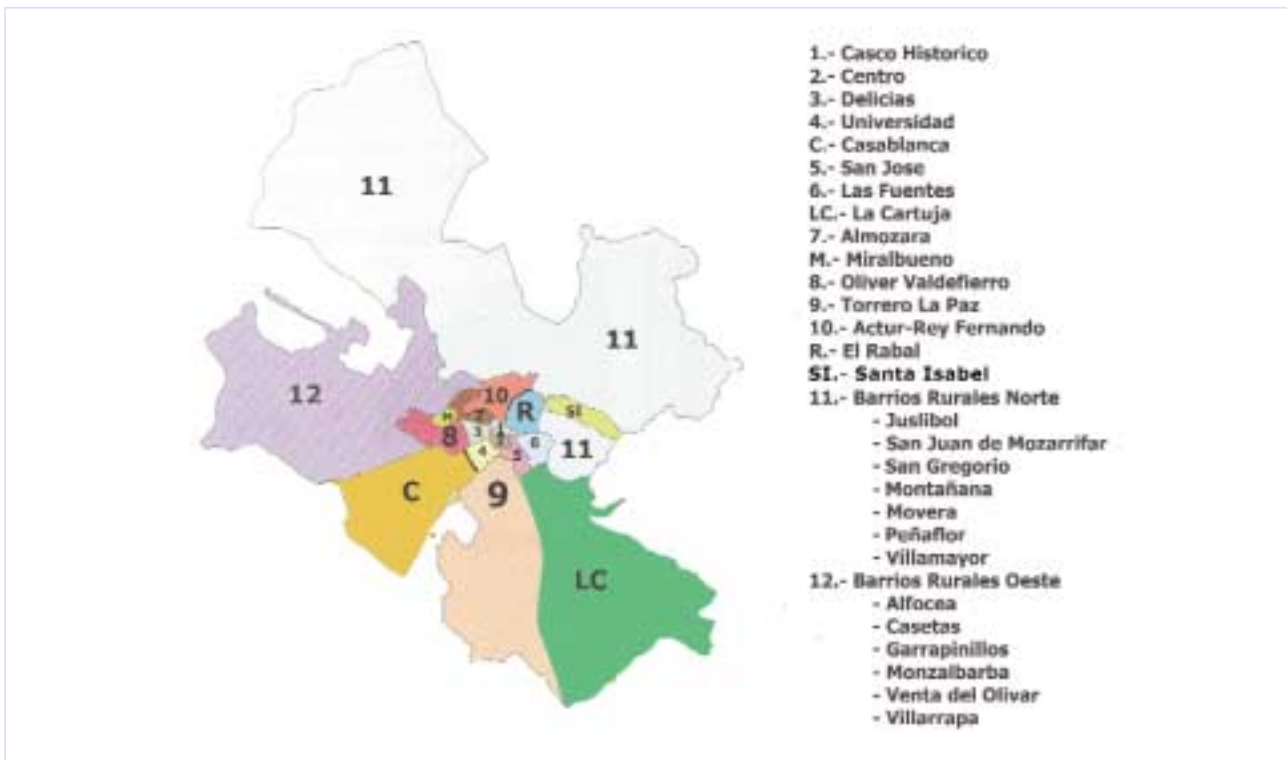 1.- Casco Historico
2.- Centro
3.- Delicias
4.- Universidad
C.- Casablanca
5.- San Jose
6.- Las Fuentes
LC.- La Cartuja
7.- Almozara
M.- Miralbueno
8.- Oliver Valdefierro
9.- Torrero La Paz
10.- Actur-Rey Fernando
R.- El Rabal
SI.- Santa Isabel
11.- Barrios Rurales Norte
- Juslibol
- San Juan de Mozarrifar
- San Gregorio
- Montañana
- Movera
- Peñaflor
- Villamayor
12.- Barrios Rurales Oeste
- Alfocea
- Casetas
- Garrapinillos
- Monzalbarba
- Venta del Olivar
- Villarrapa
11
11
12
10
R
SI
M
8
3
4
6
11
C
9
LC